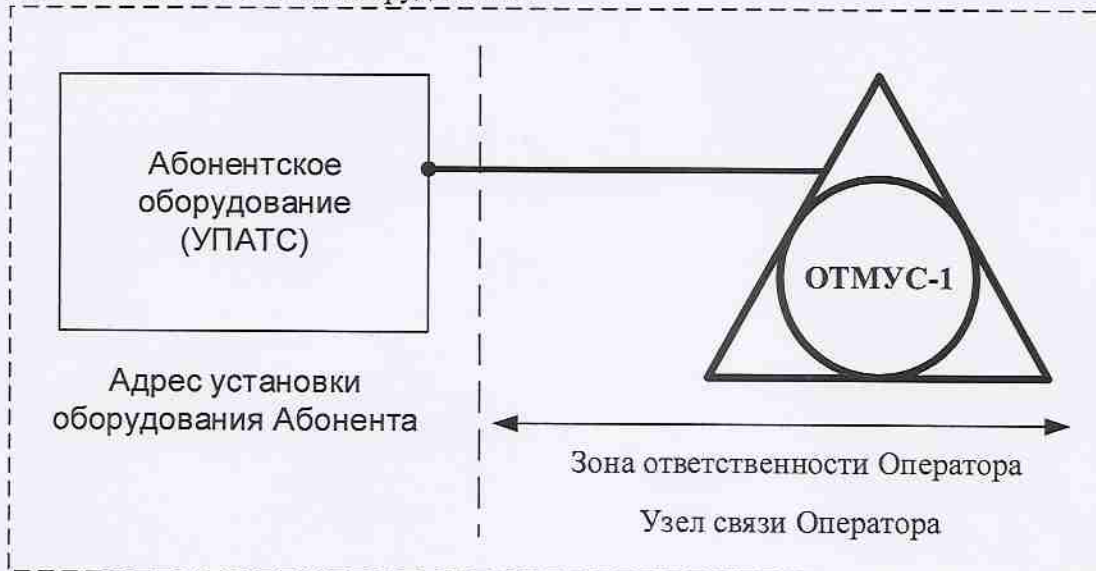 Абонентское
оборудование
(УПАТС)
ОТМУС-1
Адрес установки
оборудования Абонента
Зона ответственности Оператора
Узел связи Оператора